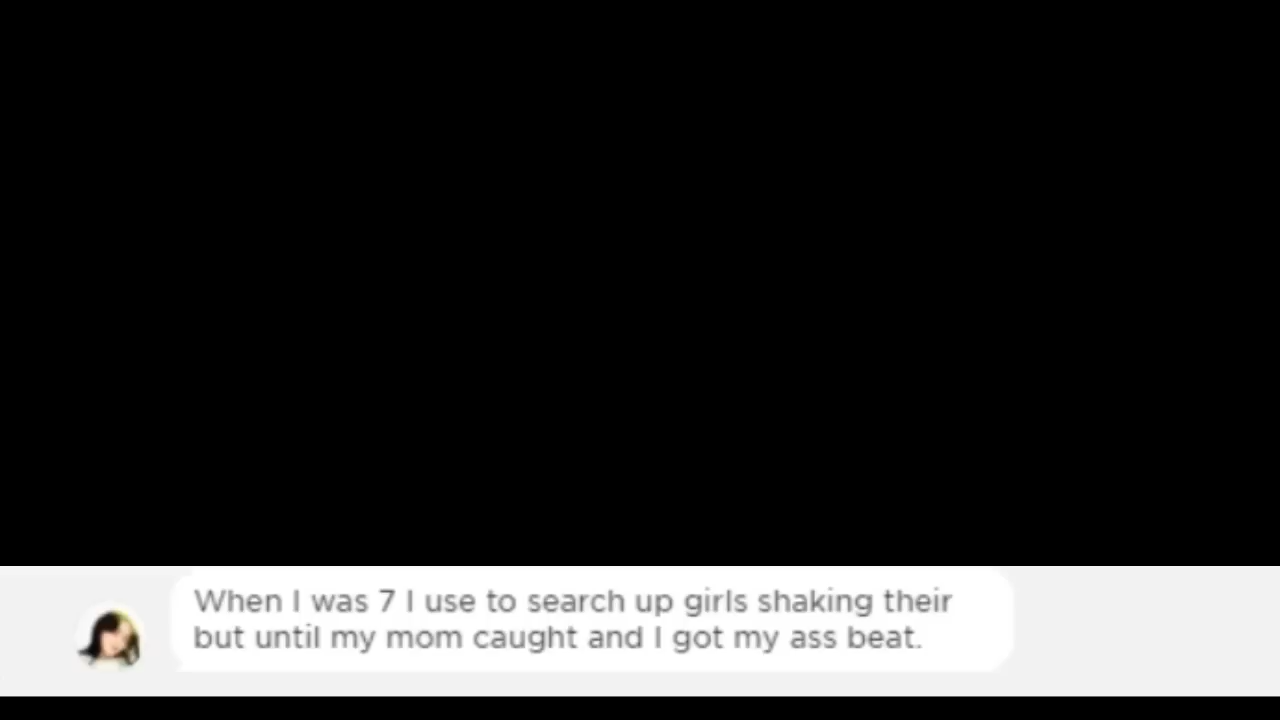 When I was 7 I use to search up girls shaking their
but until my mom caught and I got my ass beat.